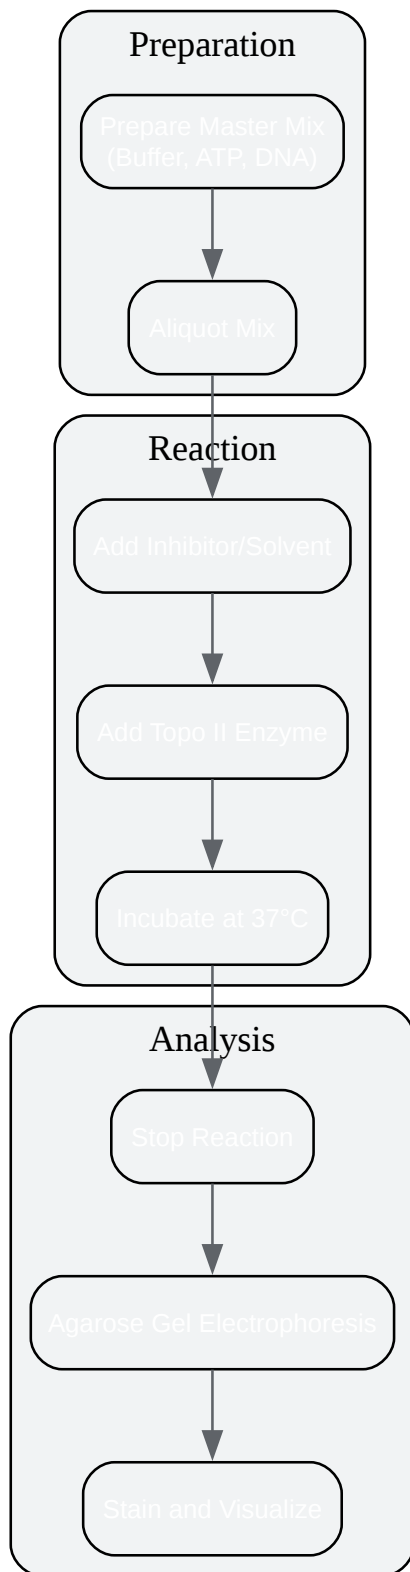 Preparation
Prepare Master Mix
(Buffer, ATP, DNA)
Aliquot Mix
Reaction
Add Inhibitor/Solvent
Add Topo II Enzyme
Incubate at 37°C
Analysis
Stop Reaction
Agarose Gel Electrophoresis
Stain and Visualize